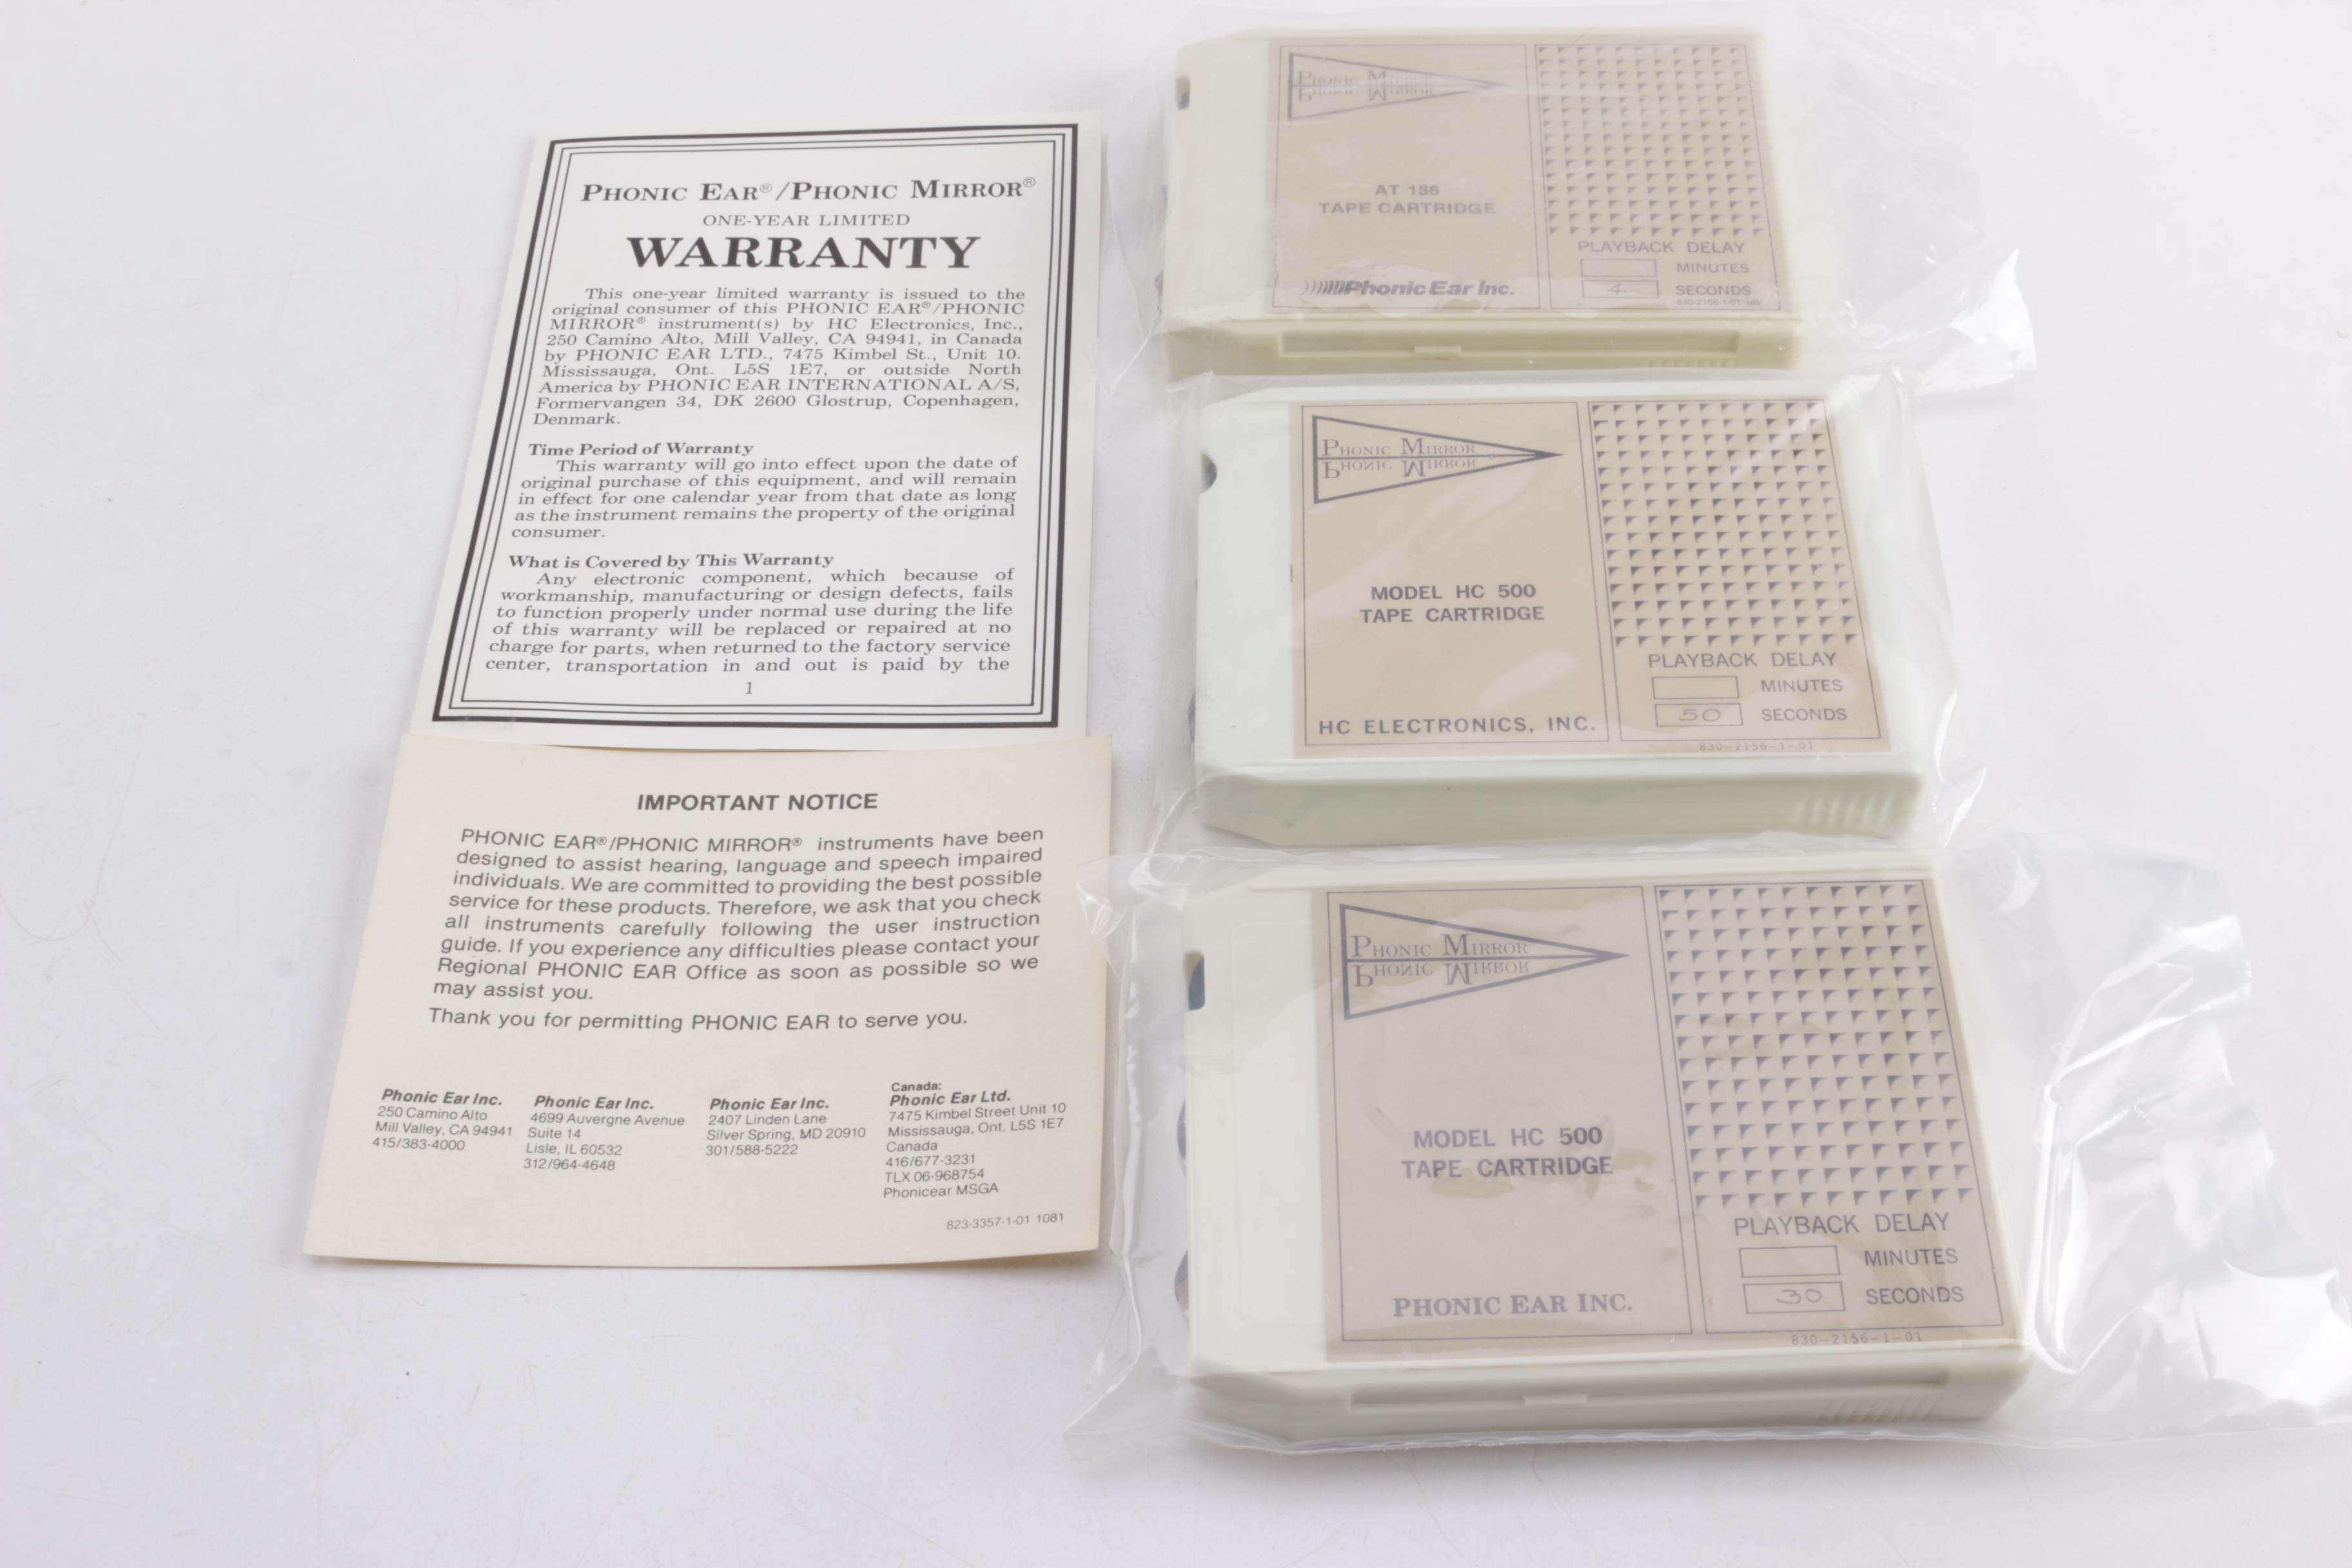 PHONIC EAR®/PHONIC MIRROR®
ONE-YEAR LIMITED
WARRANTY
This one-year limited warranty is issued to the
original consumer of this PHONIC EAR®/PHONIC
MIRROR® instrument(s) by HC Electronics, Inc.,
250 Camino Alto, Mill Valley, CA 94941, in Canada
by PHONIC EAR LTD., 7475 Kimbel St., Unit 10.
Mississauga, Ont. L5S 1E7, or outside North
America by PHONIC EAR INTERNATIONAL A/S,
Formervangen 34, DK 2600 Glostrup, Copenhagen,
Denmark.
Time Period of Warranty
This warranty will go into effect upon the date of
original purchase of this equipment, and will remain
in effect for one calendar year from that date as long
as the instrument remains the property of the original
consumer.
What is Covered by This Warranty
Any electronic component, which because of
workmanship, manufacturing or design defects, fails
to function properly under normal use during the life
of this warranty will be replaced or repaired at no
charge for parts, when returned to the factory service
center, transportation in and out is paid by the
1
IMPORTANT NOTICE
PHONIC EAR®/PHONIC MIRROR® instruments have been
designed to assist hearing, language and speech impaired
individuals. We are committed to providing the best possible
service for these products. Therefore, we ask that you check
all instruments carefully following the user instruction
guide. If you experience any difficulties please contact your
Regional PHONIC EAR Office as soon as possible so we
may assist you.
Thank you for permitting PHONIC EAR to serve you.
Phonic Ear Inc.
250 Camino Alto
Mill Valley, CA 94941
415/383-4000
Phonic Ear Inc.
4699 Auvergne Avenue
Suite 14
Lisle, IL 60532
312/964-4648
Phonic Ear Inc.
2407 Linden Lane
Silver Spring, MD 20910
301/588-5222
Canada:
Phonic Ear Ltd.
7475 Kimbel Street Unit 10
Mississauga, Ont. L5S 1E7
Canada
416/677-3231
TLX 06-968754
Phonicear MSGA
823-3357-1-01 1081
PHONIC MIRROR
PHONIC MIRROR
AT 186
TAPE CARTRIDGE
Phonic Ear Inc.
PLAYBACK DELAY
MINUTES
4 SECONDS
830-2156-1-01
PHONIC MIRROR
PHONIC MIRROR
MODEL HC 500
TAPE CARTRIDGE
HC ELECTRONICS, INC.
PLAYBACK DELAY
MINUTES
50 SECONDS
830-2156-1-01
PHONIC MIRROR
PHONIC MIRROR
MODEL HC 500
TAPE CARTRIDGE
PHONIC EAR INC.
PLAYBACK DELAY
MINUTES
30 SECONDS
830-2156-1-01